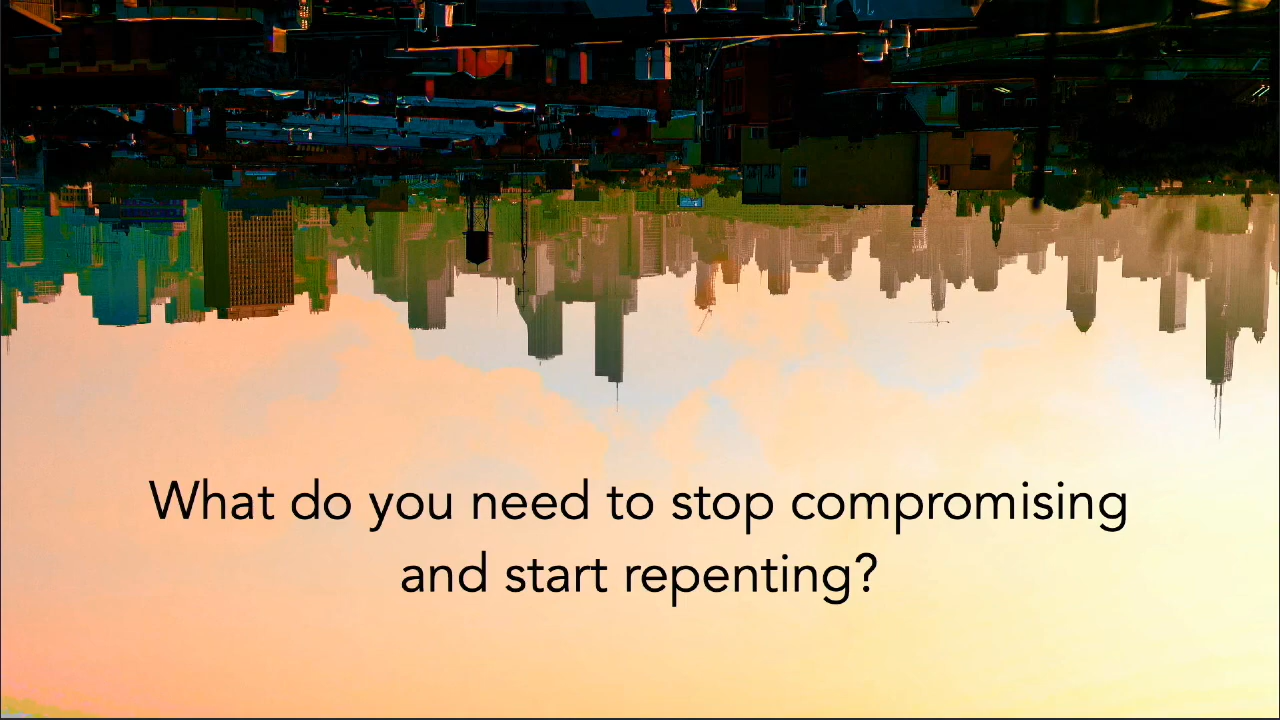 What do you need to stop compromising
and start repenting?